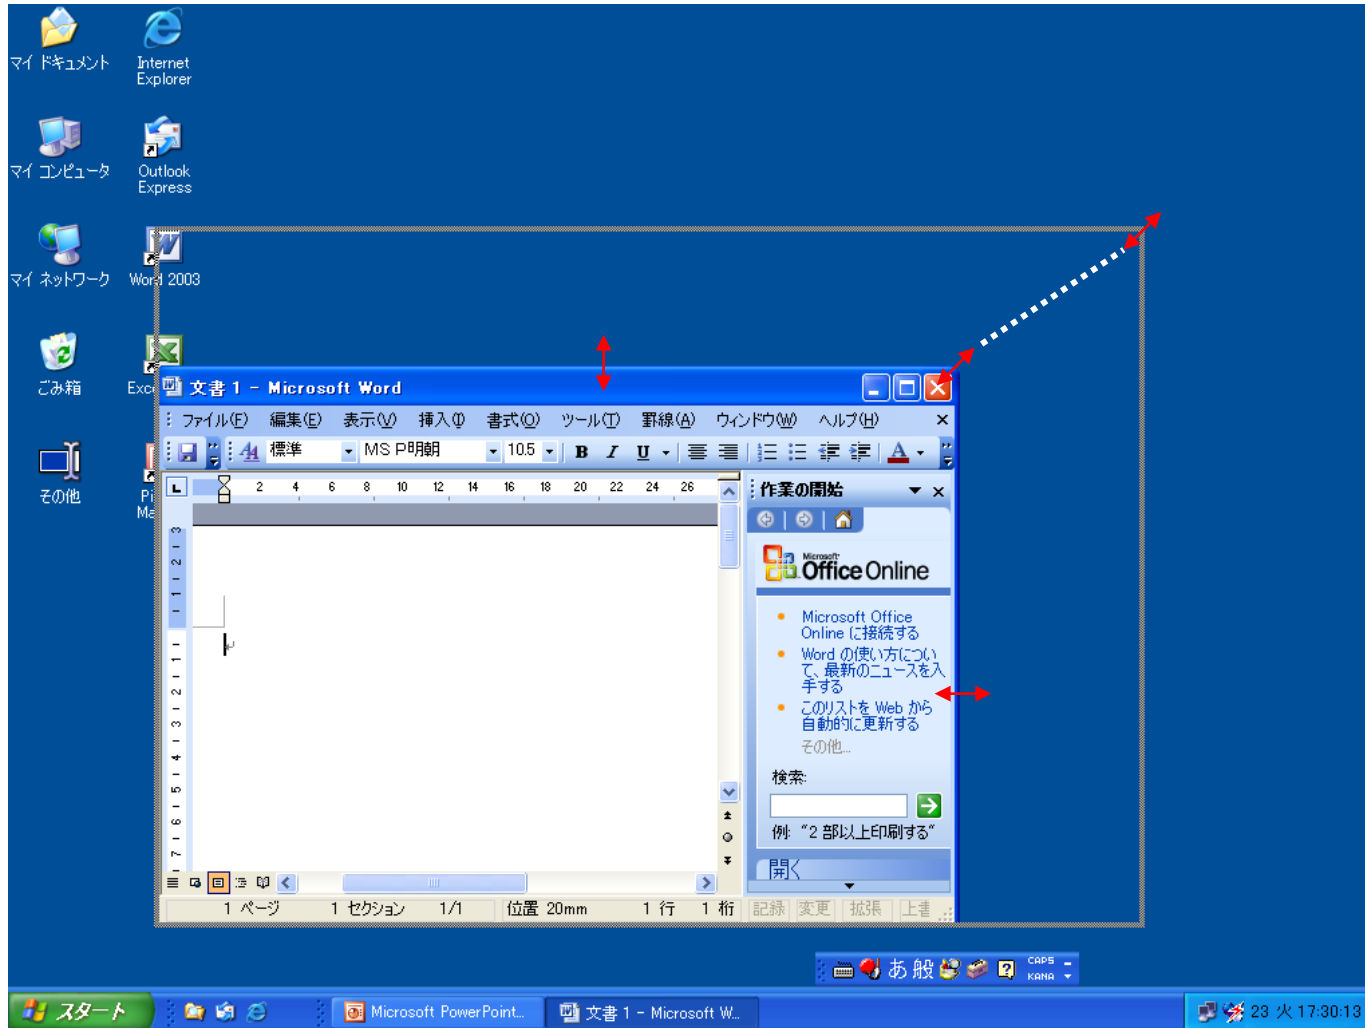 マイ ドキュメント
Internet
Explorer
マイ コンピュータ
Outlook
Express
マイ ネットワーク
Word 2003
ごみ箱
Exce
その他
文書 1 - Microsoft Word
ファイル(F) 編集(E) 表示(V) 挿入(I) 書式(O) ツール(T) 罫線(A) ウィンドウ(W) ヘルプ(H)
標準 MS P明朝 10.5 B I U A
2 4 6 8 10 12 14 16 18 20 22 24 26
作業の開始
Microsoft
Office Online
Microsoft Office
Online に接続する
Word の使い方につい
て、最新のニュースを入
手する
このリストを Web から
自動的に更新する
その他...
検索:
例: "2 部以上印刷する"
開く
1 ページ 1 セクション 1/1 位置 20mm 1 行 1 桁 記録 変更 拡張 上書
あ 般 CAPS
KANA
スタート
Microsoft PowerPoint...
文書 1 - Microsoft W...
23 火 17:30:13